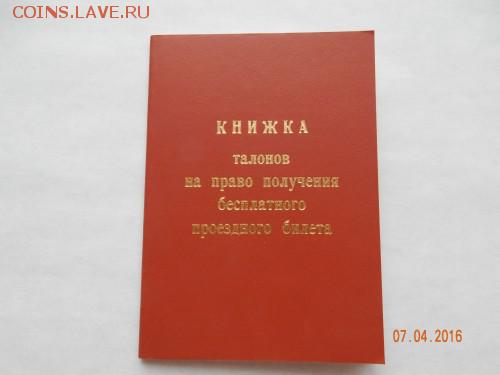 COINS.LAVE.RU
КНИЖКА
талонов
на право получения
бесплатного
проездного билета
07.04.2016